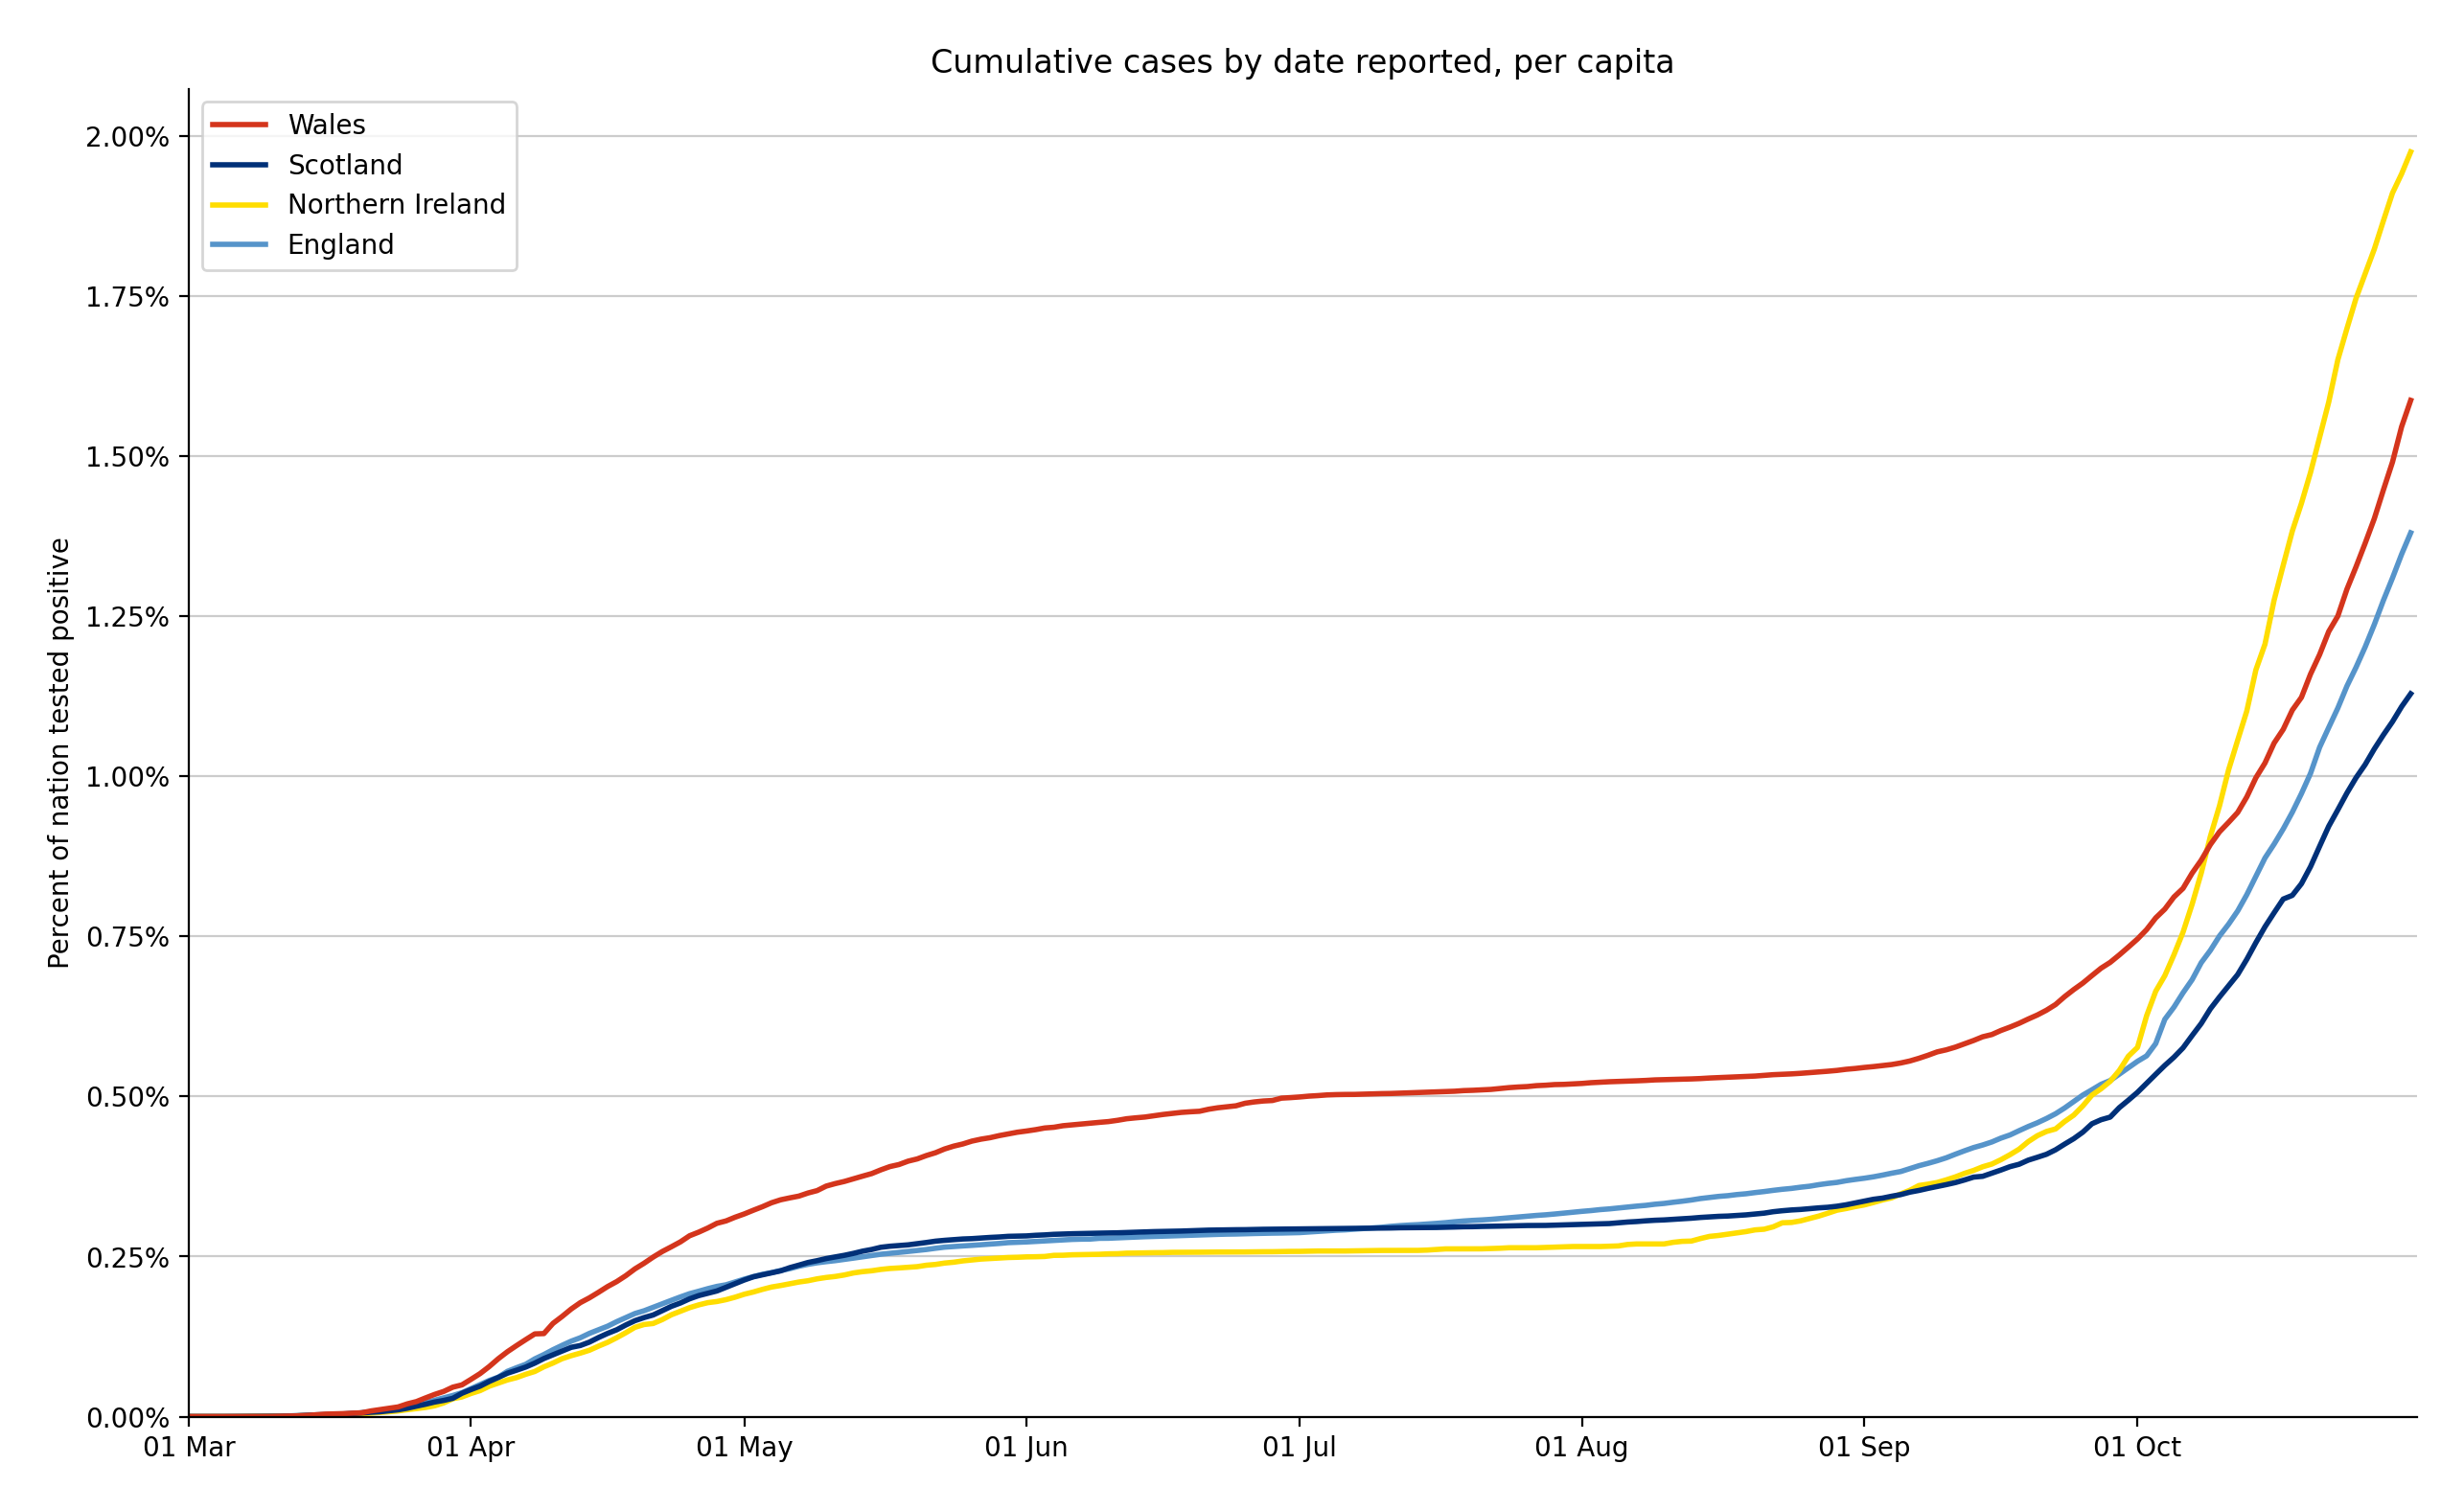 Cumulative cases by date reported, per capita
Wales
Scotland
Northern Ireland
England
Percent of nation tested positive
2.00%
1.75%
1.50%
1.25%
1.00%
0.75%
0.50%
0.25%
0.00%
01 Mar
01 Apr
01 May
01 Jun
01 Jul
01 Aug
01 Sep
01 Oct